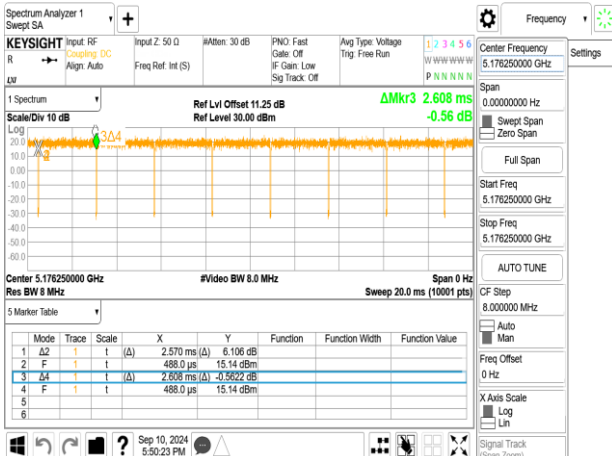 Spectrum Analyzer 1
Swept SA
+
Frequency
KEYSIGHT
R
LXI
Input: RF
Coupling: DC
Align: Auto
Input Z: 50 Ω
Freq Ref: Int (S)
#Atten: 30 dB
PNO: Fast
Gate: Off
IF Gain: Low
Sig Track: Off
Avg Type: Voltage
Trig: Free Run
1 2 3 4 5 6
W W W W W W
P N N N N N
Center Frequency
5.176250000 GHz
Settings
Span
0.00000000 Hz
Swept Span
Zero Span
Full Span
Start Freq
5.176250000 GHz
Stop Freq
5.176250000 GHz
AUTO TUNE
CF Step
8.000000 MHz
Auto
Man
Freq Offset
0 Hz
X Axis Scale
Log
Lin
Signal Track
(Span Zoom)
1 Spectrum
Scale/Div 10 dB
Ref Lvl Offset 11.25 dB
Ref Level 30.00 dBm
ΔMkr3 2.608 ms
-0.56 dB
Log
20.0
10.0
0.00
-10.0
-20.0
-30.0
-40.0
-50.0
-60.0
3Δ4
Center 5.176250000 GHz
Res BW 8 MHz
#Video BW 8.0 MHz
Span 0 Hz
Sweep 20.0 ms (10001 pts)
5 Marker Table
Mode Trace Scale X Y Function Function Width Function Value
1 Δ2 1 t (Δ) 2.570 ms (Δ) 6.106 dB
2 F 1 t 488.0 µs 15.14 dBm
3 Δ4 1 t (Δ) 2.608 ms (Δ) -0.5622 dB
4 F 1 t 488.0 µs 15.14 dBm
5
6
?
Sep 10, 2024
5:50:23 PM